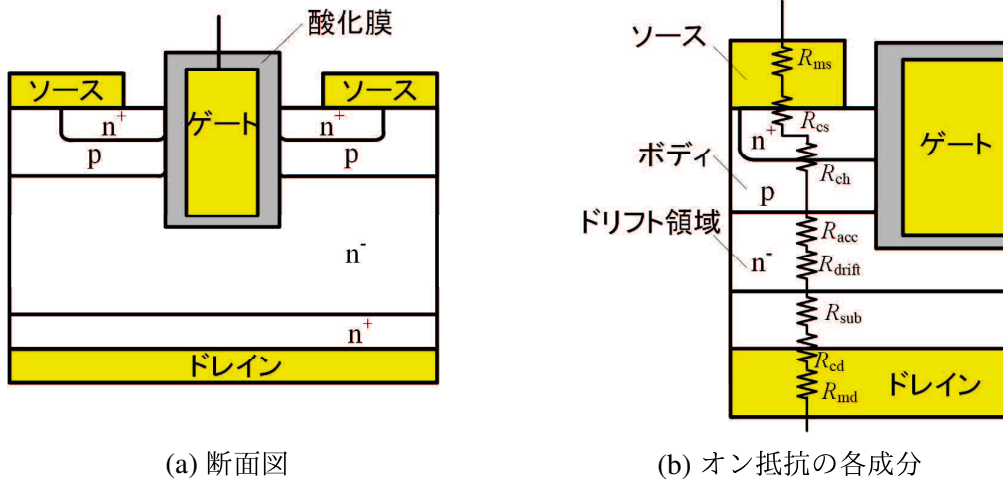 酸化膜
ソース
ソース
ゲート
n+
n+
p
p
n-
n+
ドレイン
(a) 断面図
ソース
Rms
Rcs
n+
ゲート
ボディ
Rch
p
ドリフト領域
Racc
n-
Rdrift
Rsub
Rcd
ドレイン
Rmd
(b) オン抵抗の各成分